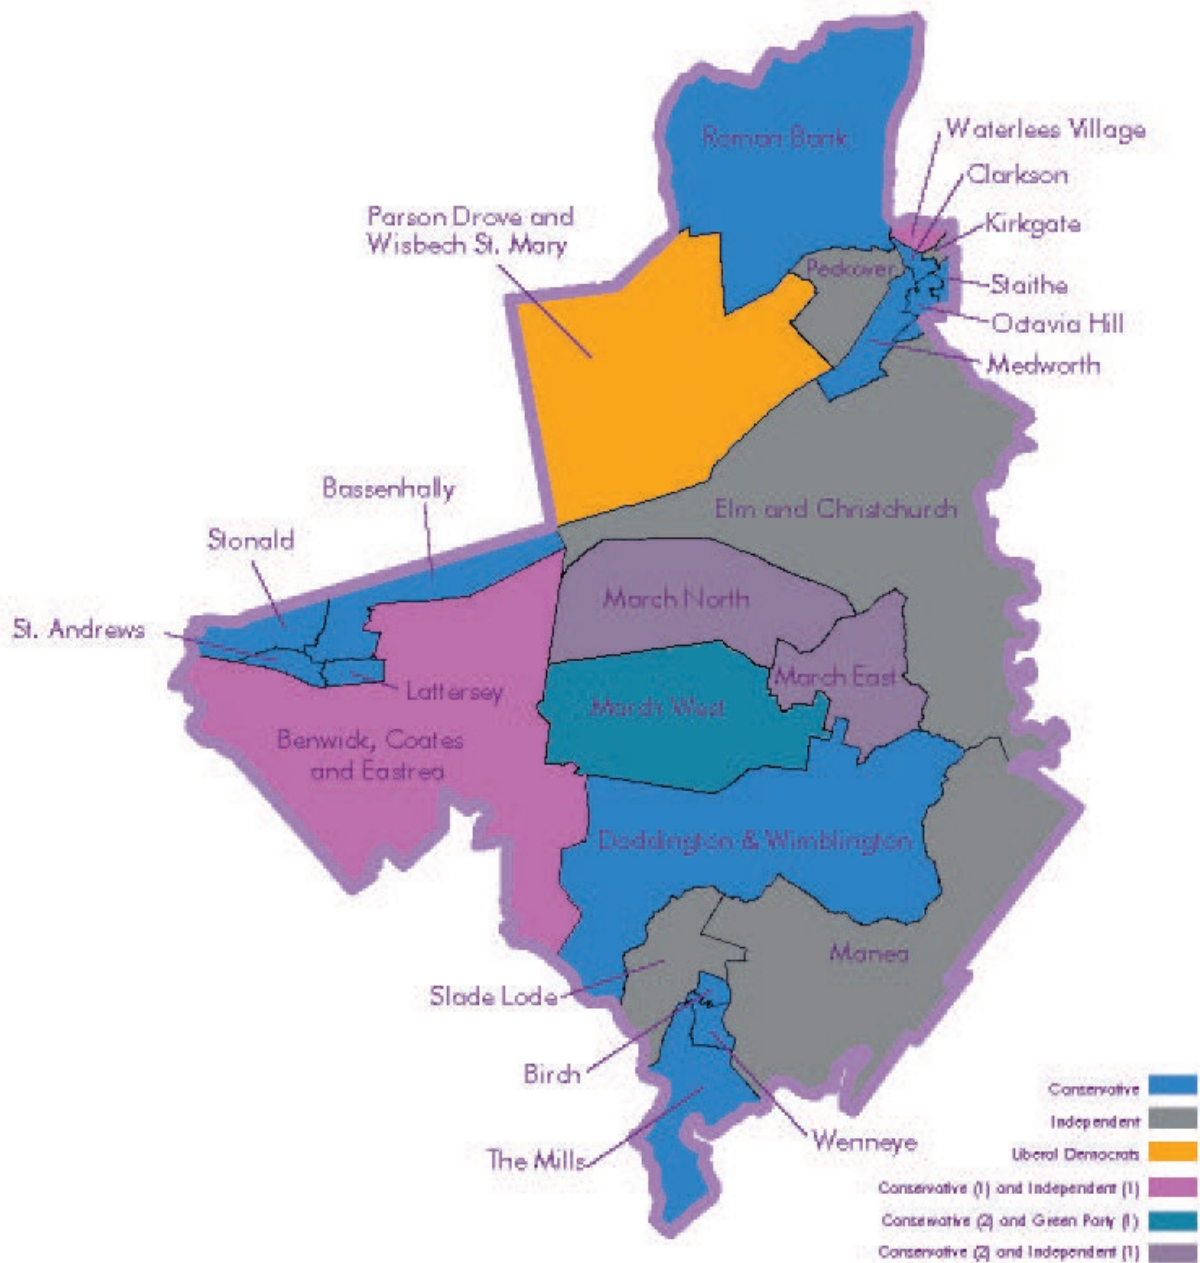 Roman Bank
Waterlees Village
Clarkson
Kirkgate
Parson Drove and
Wisbech St. Mary
Peckover
Staithe
Octavia Hill
Medworth
Bassenhally
Elm and Christchurch
Stonald
March North
St. Andrews
March East
Lattersey
March West
Benwick, Coates
and Eastrea
Doddington & Wimblington
Manea
Slade Lode
Birch
Wenneye
The Mills
Conservative
Independent
Liberal Democrats
Conservative (1) and Independent (1)
Conservative (2) and Green Party (1)
Conservative (2) and Independent (1)